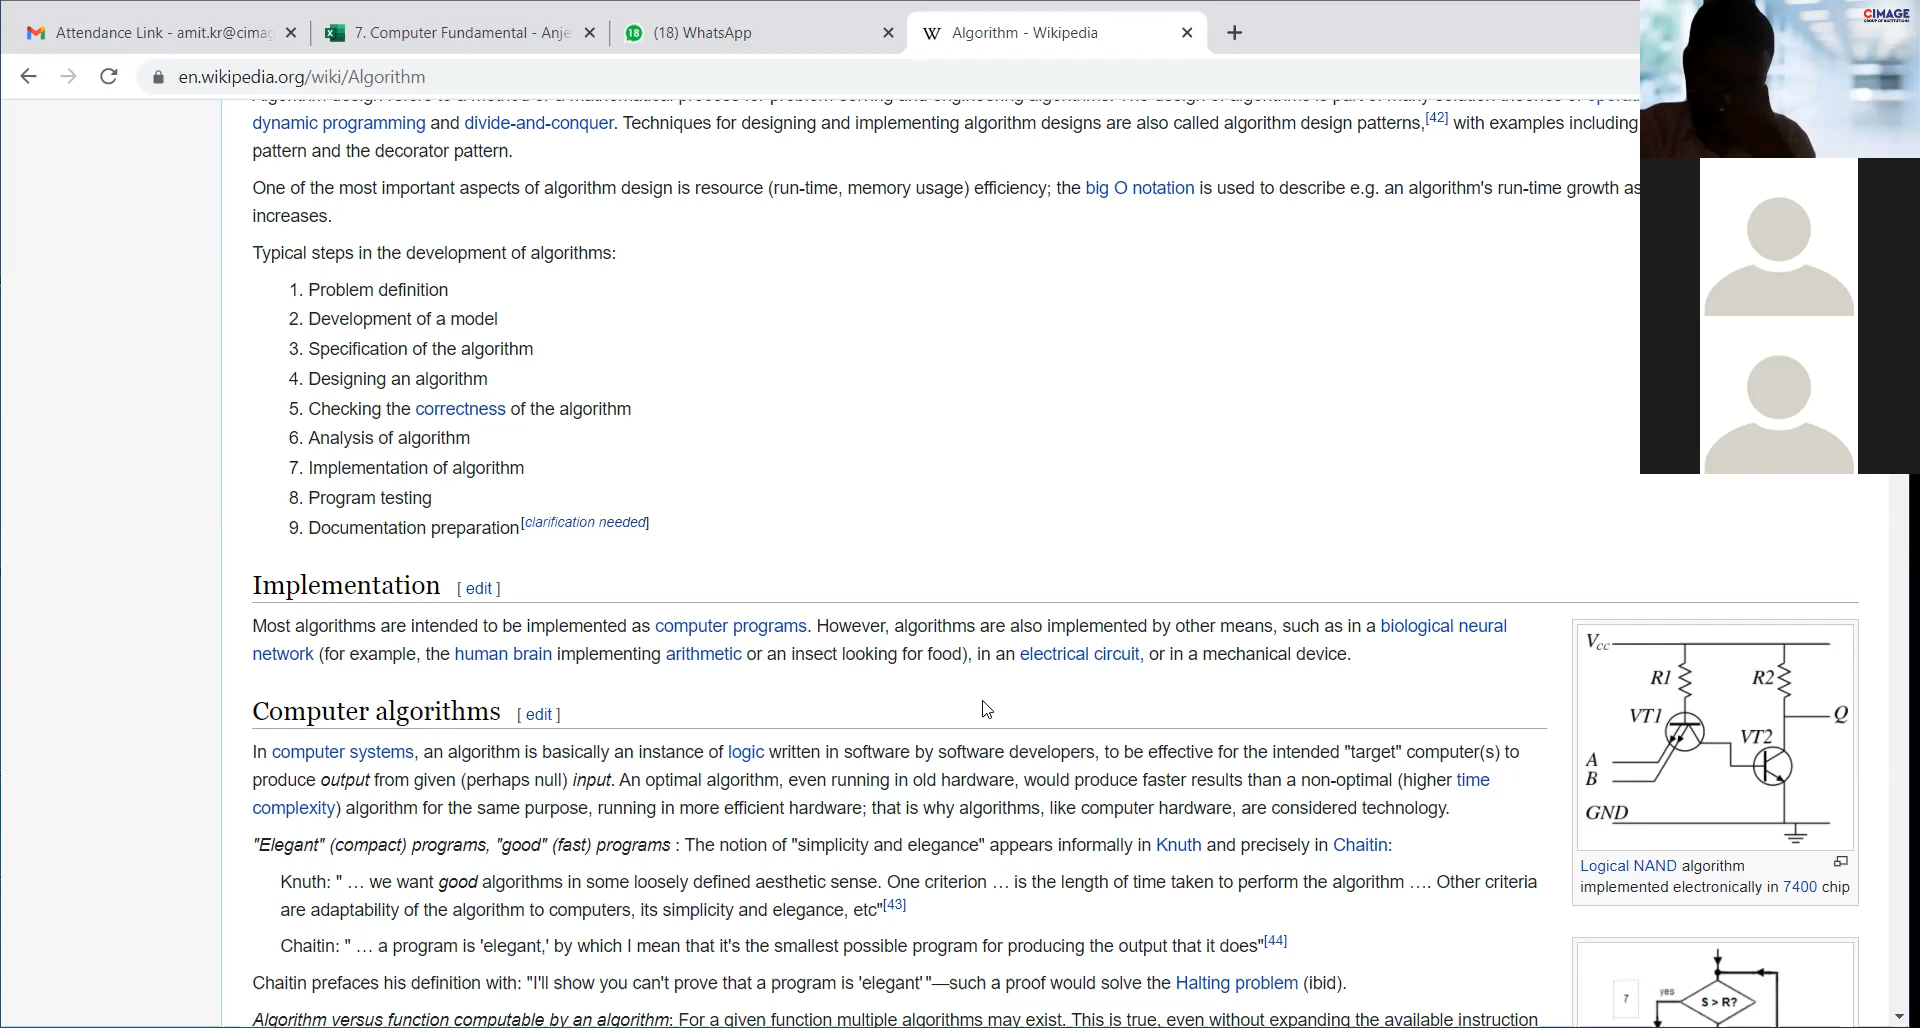 Attendance Link - amit.kr@cimag
7. Computer Fundamental - Anje
18
(18) WhatsApp
W Algorithm - Wikipedia
CIMAGE
GROUP OF INSTITUTIONS
en.wikipedia.org/wiki/Algorithm
dynamic programming and divide-and-conquer. Techniques for designing and implementing algorithm designs are also called algorithm design patterns,[42] with examples including
pattern and the decorator pattern.
One of the most important aspects of algorithm design is resource (run-time, memory usage) efficiency; the big O notation is used to describe e.g. an algorithm's run-time growth as
increases.
Typical steps in the development of algorithms:
1. Problem definition
2. Development of a model
3. Specification of the algorithm
4. Designing an algorithm
5. Checking the correctness of the algorithm
6. Analysis of algorithm
7. Implementation of algorithm
8. Program testing
9. Documentation preparation[clarification needed]
Implementation [ edit ]
Most algorithms are intended to be implemented as computer programs. However, algorithms are also implemented by other means, such as in a biological neural
network (for example, the human brain implementing arithmetic or an insect looking for food), in an electrical circuit, or in a mechanical device.
Computer algorithms [ edit ]
In computer systems, an algorithm is basically an instance of logic written in software by software developers, to be effective for the intended "target" computer(s) to
produce output from given (perhaps null) input. An optimal algorithm, even running in old hardware, would produce faster results than a non-optimal (higher time
complexity) algorithm for the same purpose, running in more efficient hardware; that is why algorithms, like computer hardware, are considered technology.
"Elegant" (compact) programs, "good" (fast) programs : The notion of "simplicity and elegance" appears informally in Knuth and precisely in Chaitin:
Knuth: " … we want good algorithms in some loosely defined aesthetic sense. One criterion … is the length of time taken to perform the algorithm …. Other criteria
are adaptability of the algorithm to computers, its simplicity and elegance, etc"[43]
Chaitin: " … a program is 'elegant,' by which I mean that it's the smallest possible program for producing the output that it does"[44]
Chaitin prefaces his definition with: "I'll show you can't prove that a program is 'elegant'"—such a proof would solve the Halting problem (ibid).
Algorithm versus function computable by an algorithm: For a given function multiple algorithms may exist. This is true, even without expanding the available instruction
Vcc
R1 R2
VT1 Q
VT2
A
B
GND
Logical NAND algorithm
implemented electronically in 7400 chip
7 yes S > R?